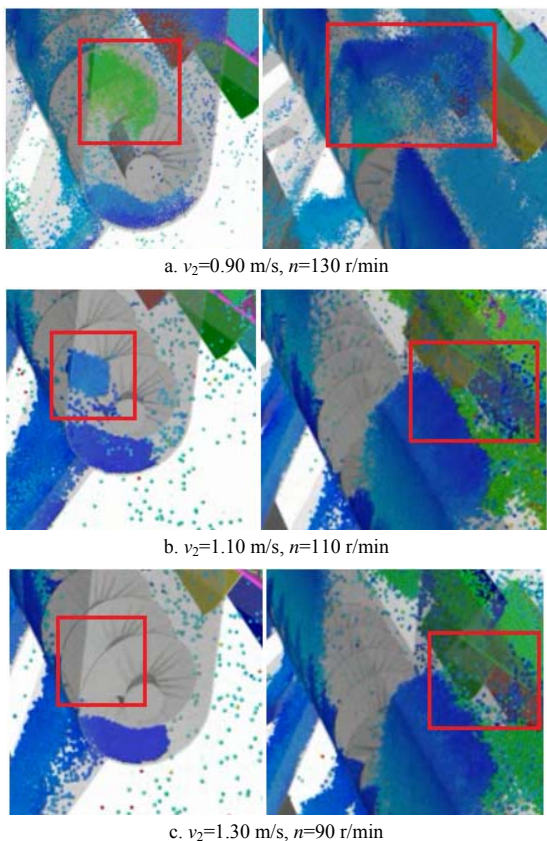 a. v₂=0.90 m/s, n=130 r/min
b. v₂=1.10 m/s, n=110 r/min
c. v₂=1.30 m/s, n=90 r/min